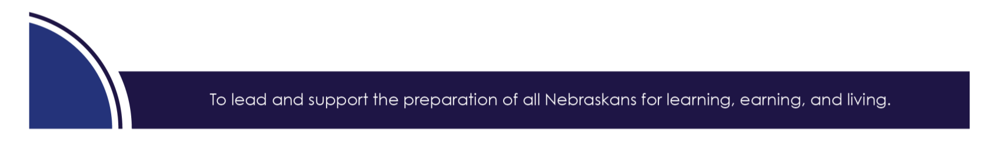 To lead and support the preparation of all Nebraskans for learning, earning, and living.